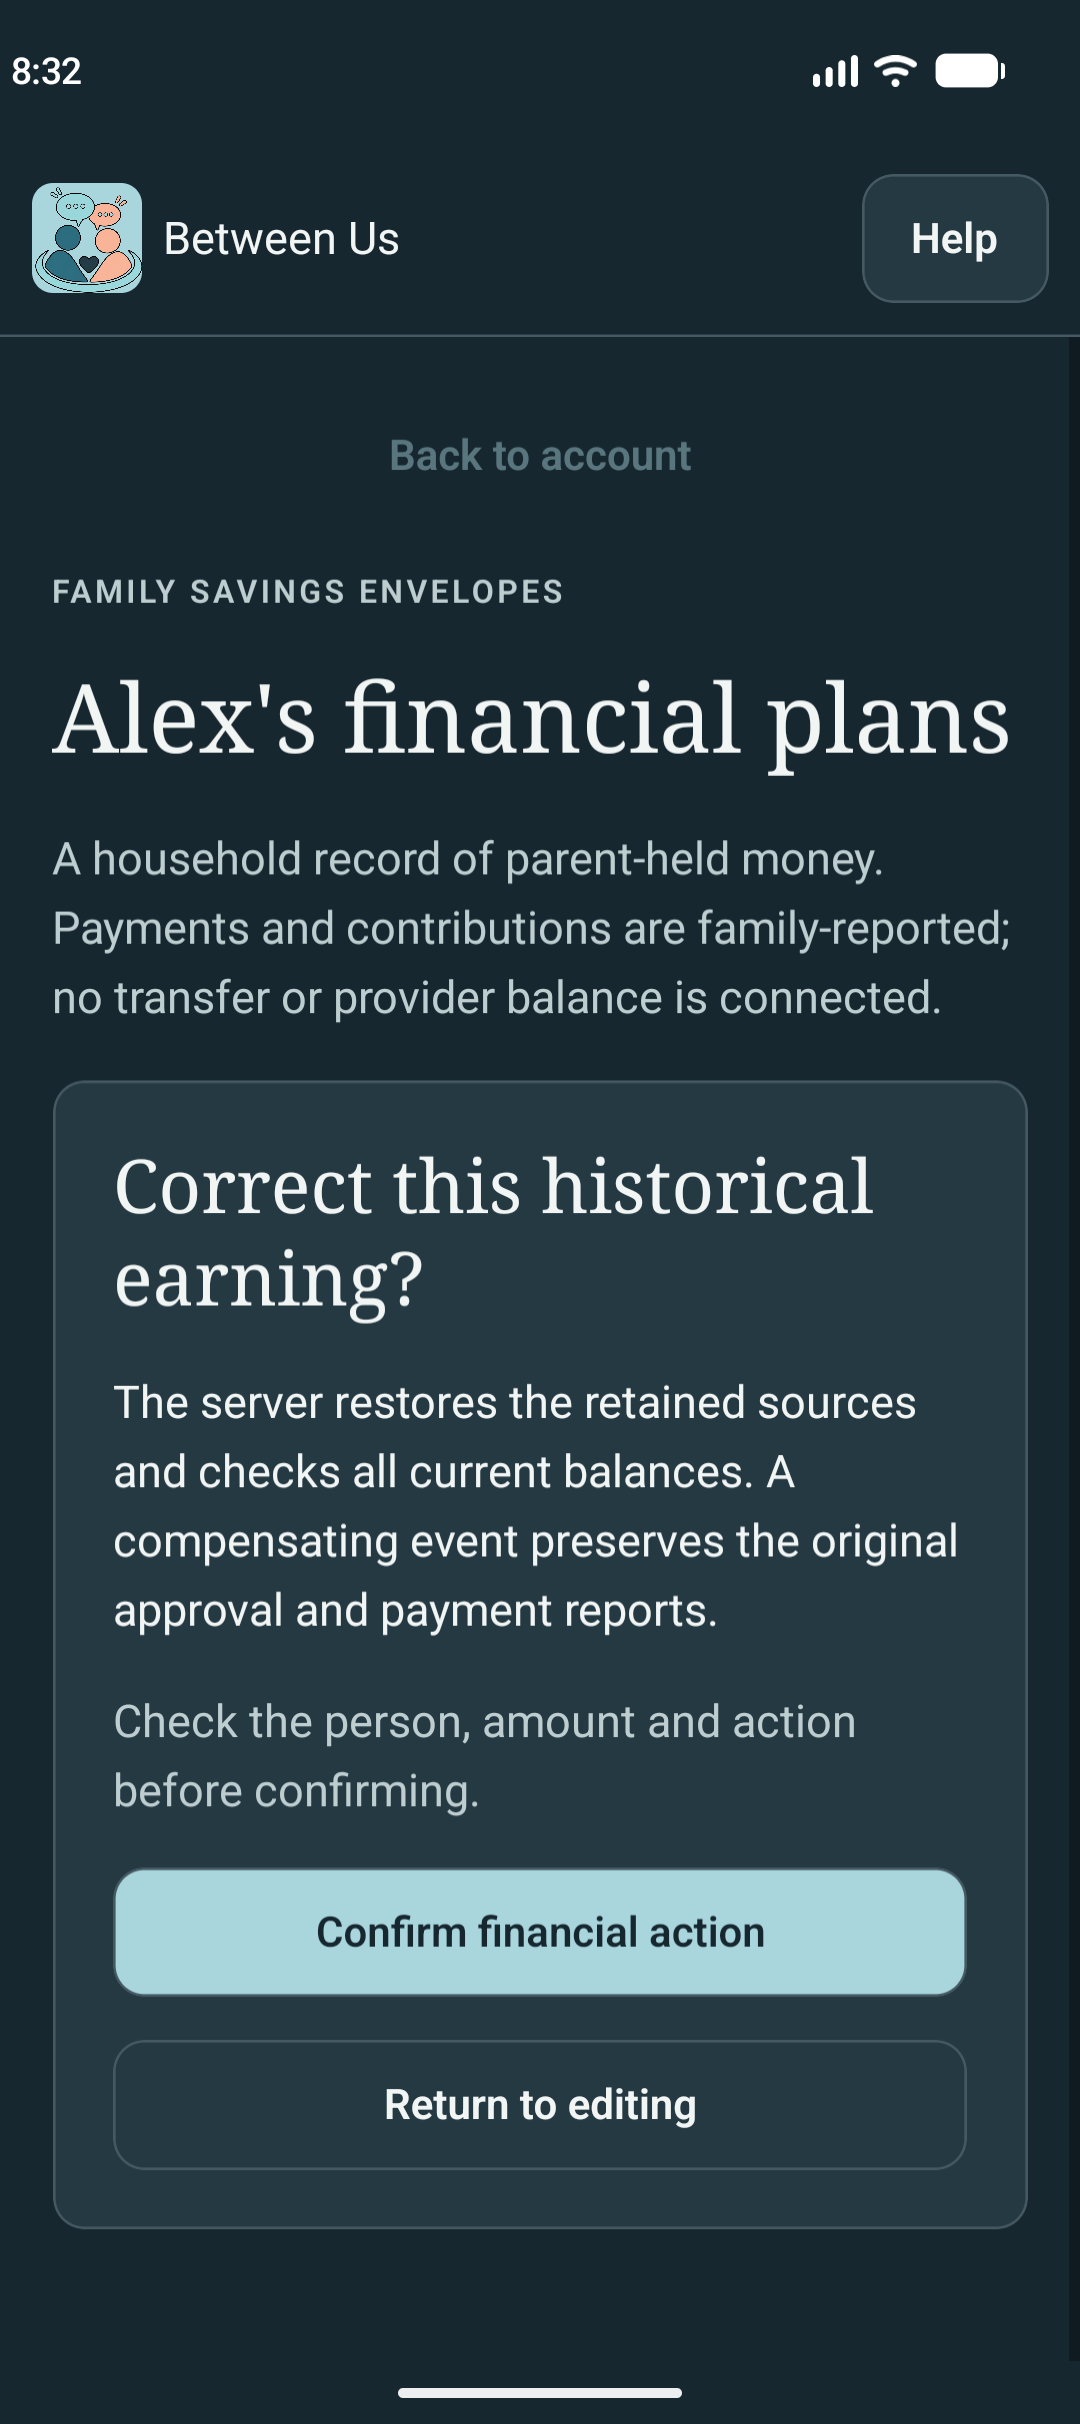 8:32
Between Us
Help
Back to account
FAMILY SAVINGS ENVELOPES
Alex's financial plans
A household record of parent-held money.
Payments and contributions are family-reported;
no transfer or provider balance is connected.
Correct this historical
earning?
The server restores the retained sources
and checks all current balances. A
compensating event preserves the original
approval and payment reports.
Check the person, amount and action
before confirming.
Confirm financial action
Return to editing